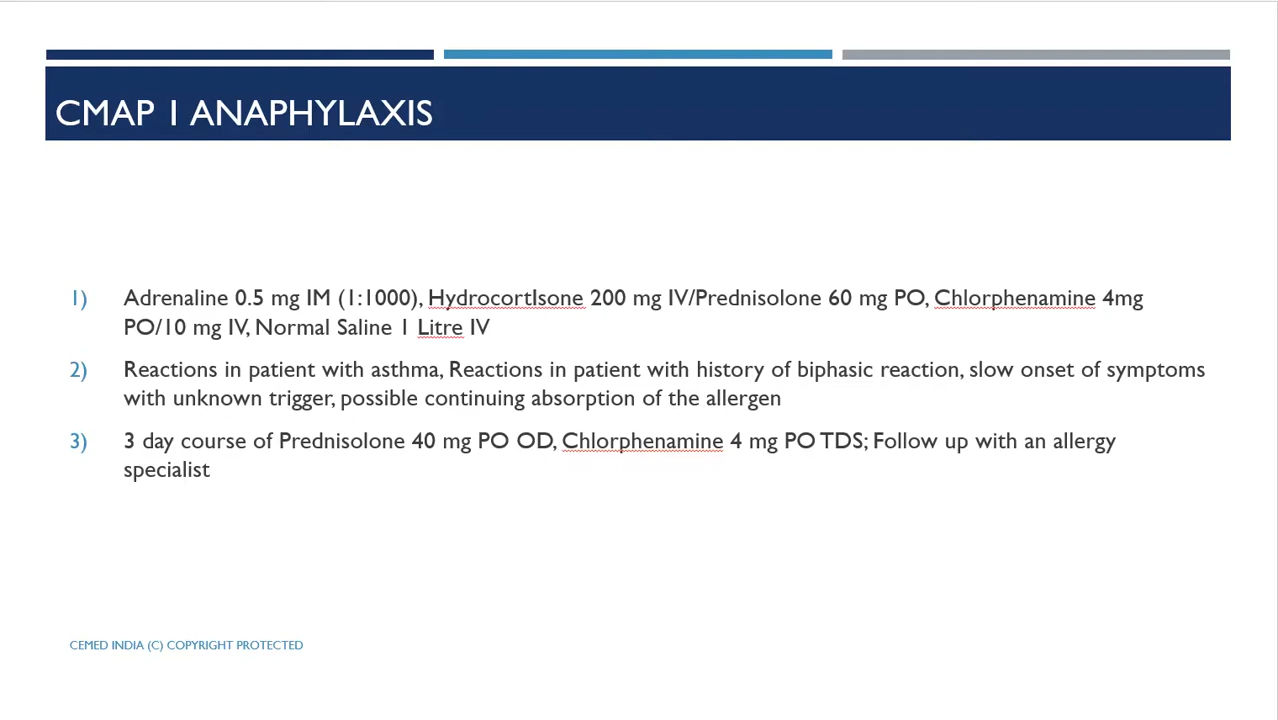 CMAP 1 ANAPHYLAXIS
1) Adrenaline 0.5 mg IM (1:1000), HydrocortIsone 200 mg IV/Prednisolone 60 mg PO, Chlorphenamine 4mg
PO/10 mg IV, Normal Saline 1 Litre IV
2) Reactions in patient with asthma, Reactions in patient with history of biphasic reaction, slow onset of symptoms
with unknown trigger, possible continuing absorption of the allergen
3) 3 day course of Prednisolone 40 mg PO OD, Chlorphenamine 4 mg PO TDS; Follow up with an allergy
specialist
CEMED INDIA (C) COPYRIGHT PROTECTED